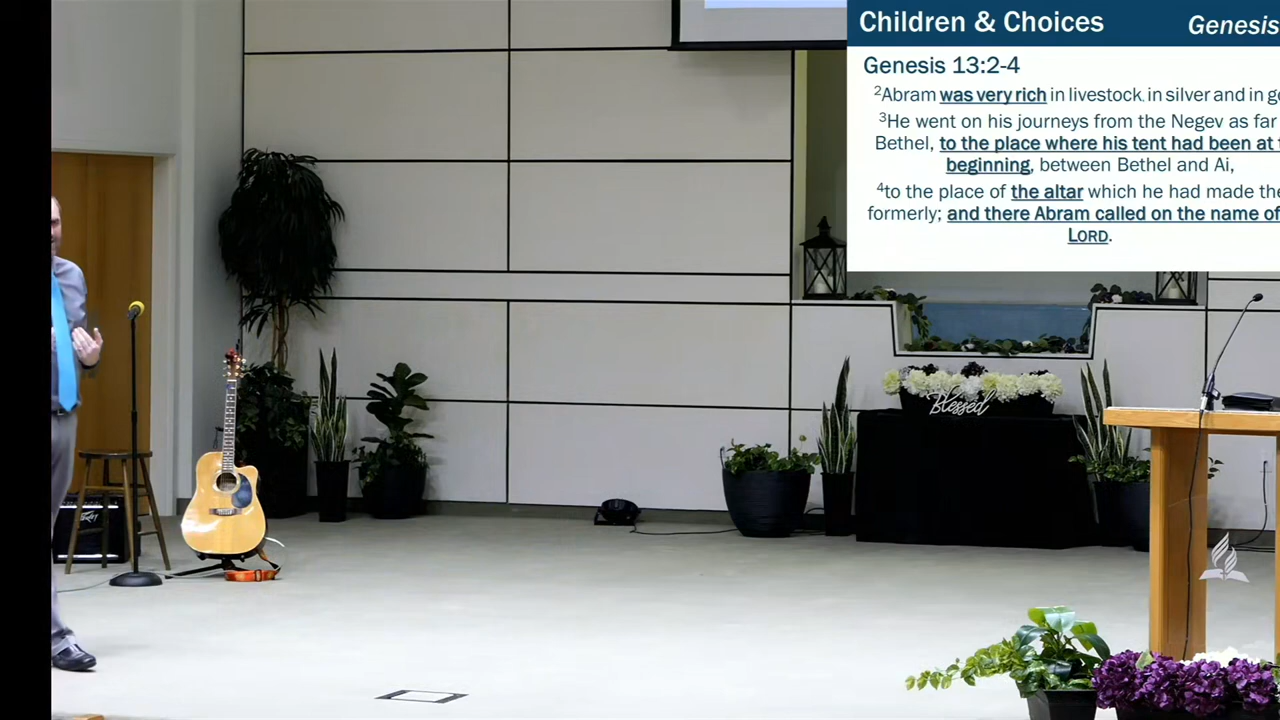 Children & Choices Genesis
Genesis 13:2-4
2Abram was very rich in livestock, in silver and in
3He went on his journeys from the Negev as far
Bethel, to the place where his tent had been at
beginning, between Bethel and Ai,
4to the place of the altar which he had made
formerly; and there Abram called on the name of
LORD.
Blessed
PEAVEY